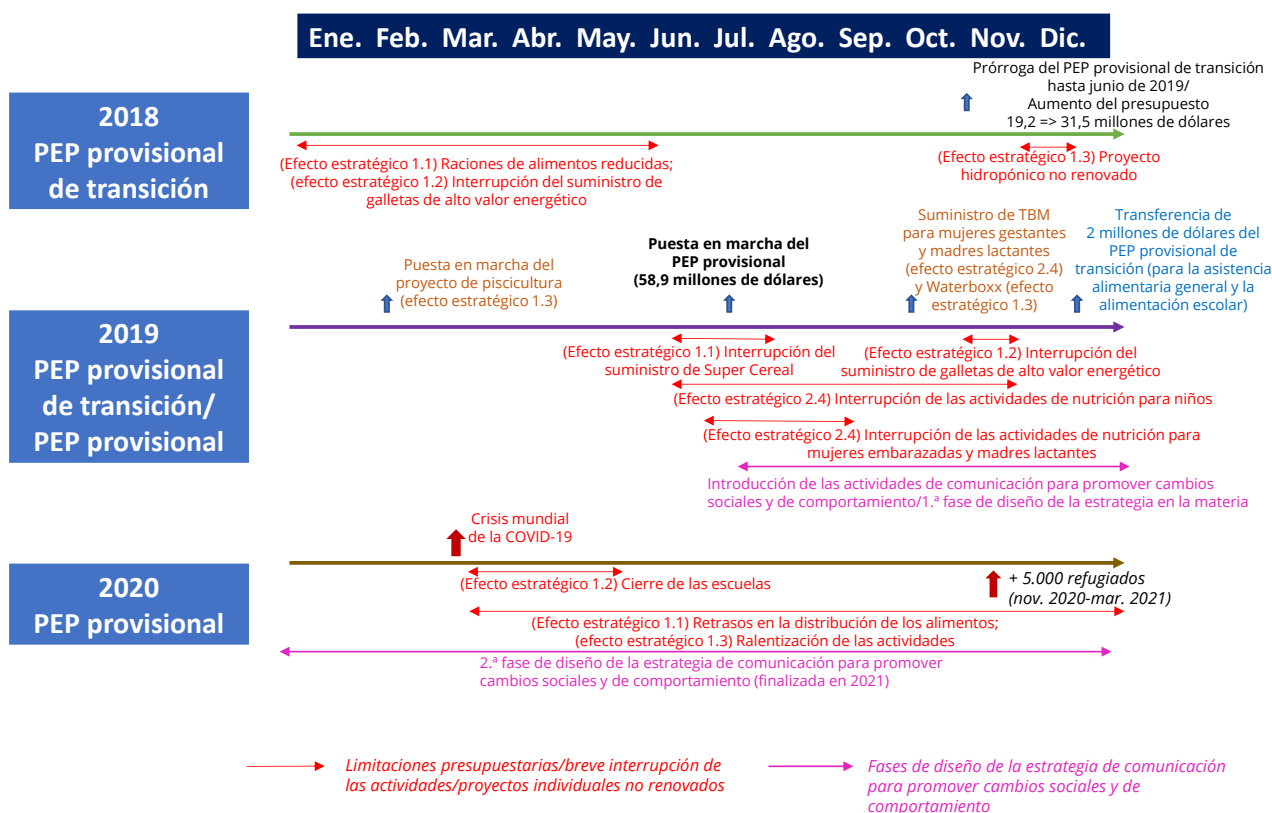 Ene. Feb. Mar. Abr. May. Jun. Jul. Ago. Sep. Oct. Nov. Dic.
2018
PEP provisional
de transición
Prórroga del PEP provisional de transición
hasta junio de 2019/
Aumento del presupuesto
19,2 => 31,5 millones de dólares
(Efecto estratégico 1.1) Raciones de alimentos reducidas;
(efecto estratégico 1.2) Interrupción del suministro de
galletas de alto valor energético
(Efecto estratégico 1.3) Proyecto
hidropónico no renovado
2019
PEP provisional
de transición/
PEP provisional
Puesta en marcha del
proyecto de piscicultura
(efecto estratégico 1.3)
Puesta en marcha del
PEP provisional
(58,9 millones de dólares)
Suministro de TBM
para mujeres gestantes
y madres lactantes
(efecto estratégico 2.4)
y Waterboxx (efecto
estratégico 1.3)
Transferencia de
2 millones de dólares del
PEP provisional de
transición (para la asistencia
alimentaria general y la
alimentación escolar)
(Efecto estratégico 1.1) Interrupción del
suministro de Super Cereal
(Efecto estratégico 1.2) Interrupción del
suministro de galletas de alto valor energético
(Efecto estratégico 2.4) Interrupción de las actividades de nutrición para niños
(Efecto estratégico 2.4) Interrupción de las actividades de nutrición para
mujeres embarazadas y madres lactantes
Introducción de las actividades de comunicación para promover cambios
sociales y de comportamiento/1.ª fase de diseño de la estrategia en la materia
2020
PEP provisional
Crisis mundial
de la COVID-19
(Efecto estratégico 1.2) Cierre de las escuelas
+ 5.000 refugiados
(nov. 2020-mar. 2021)
(Efecto estratégico 1.1) Retrasos en la distribución de los alimentos;
(efecto estratégico 1.3) Ralentización de las actividades
2.ª fase de diseño de la estrategia de comunicación para promover
cambios sociales y de comportamiento (finalizada en 2021)
Limitaciones presupuestarias/breve interrupción de
las actividades/proyectos individuales no renovados
Fases de diseño de la estrategia de comunicación
para promover cambios sociales y de
comportamiento